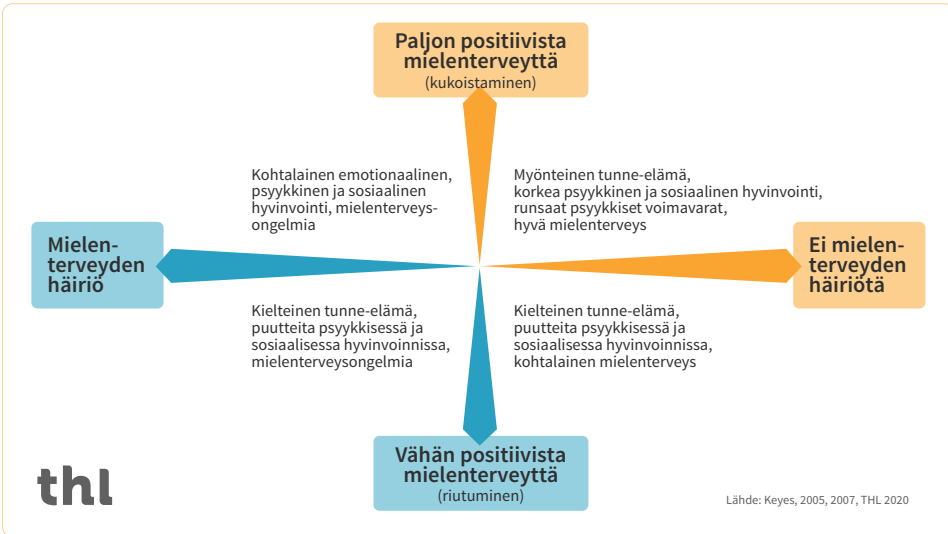 Paljon positiivista
mielenterveyttä
(kukoistaminen)
Kohtalainen emotionaalinen,
psyykkinen ja sosiaalinen
hyvinvointi, mielenterveys-
ongelmia
Myönteinen tunne-elämä,
korkea psyykkinen ja sosiaalinen hyvinvointi,
runsaat psyykkiset voimavarat,
hyvä mielenterveys
Mielen-
terveyden
häiriö
Ei mielen-
terveyden
häiriötä
Kielteinen tunne-elämä,
puutteita psyykkisessä ja
sosiaalisessa hyvinvoinnissa,
mielenterveysongelmia
Kielteinen tunne-elämä,
puutteita psyykkisessä ja
sosiaalisessa hyvinvoinnissa,
kohtalainen mielenterveys
Vähän positiivista
mielenterveyttä
(riutuminen)
thl
Lähde: Keyes, 2005, 2007, THL 2020